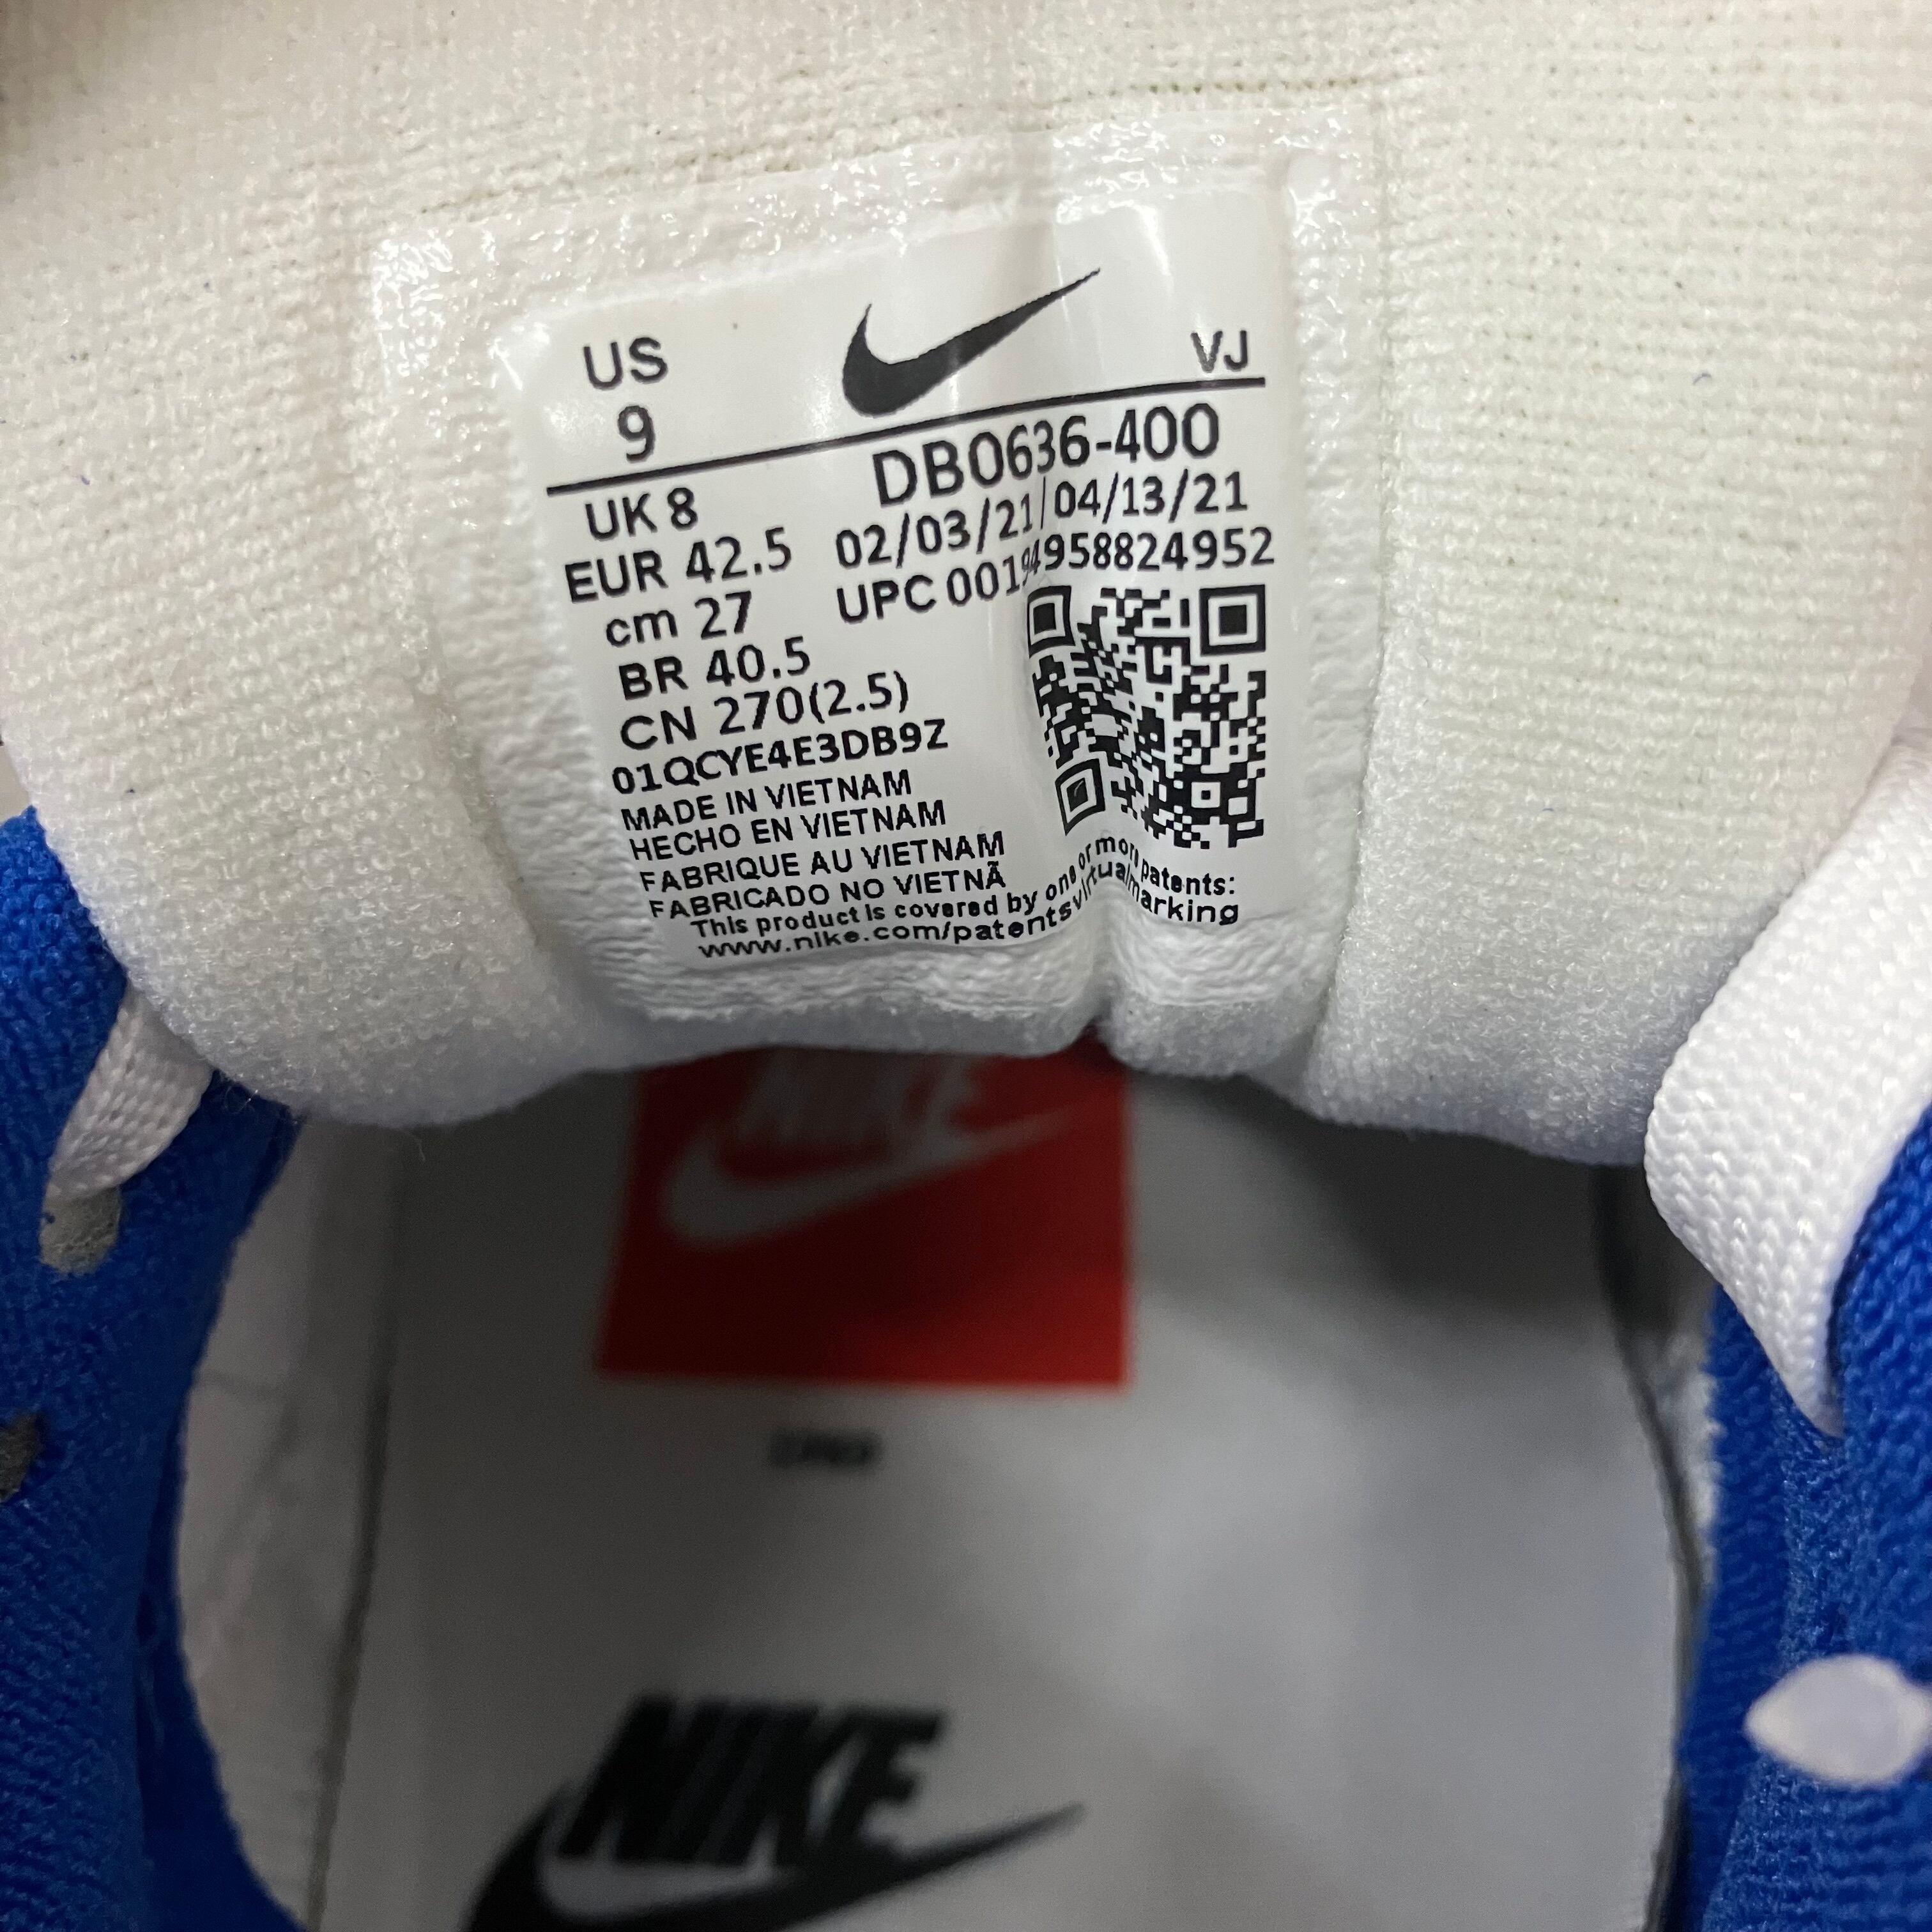 US
9
VJ
UK 8
EUR 42.5
cm 27
BR 40.5
CN 270(2.5)
01QCYE4E3DB9Z
DB0636-400
02/03/21/04/13/21
UPC 00194958824952
MADE IN VIETNAM
HECHO EN VIETNAM
FABRIQUE AU VIETNAM
FABRICADO NO VIETNÃ
This product is covered by one or more patents:
www.nike.com/patentsvirtualmarking
NIKE
NIKE